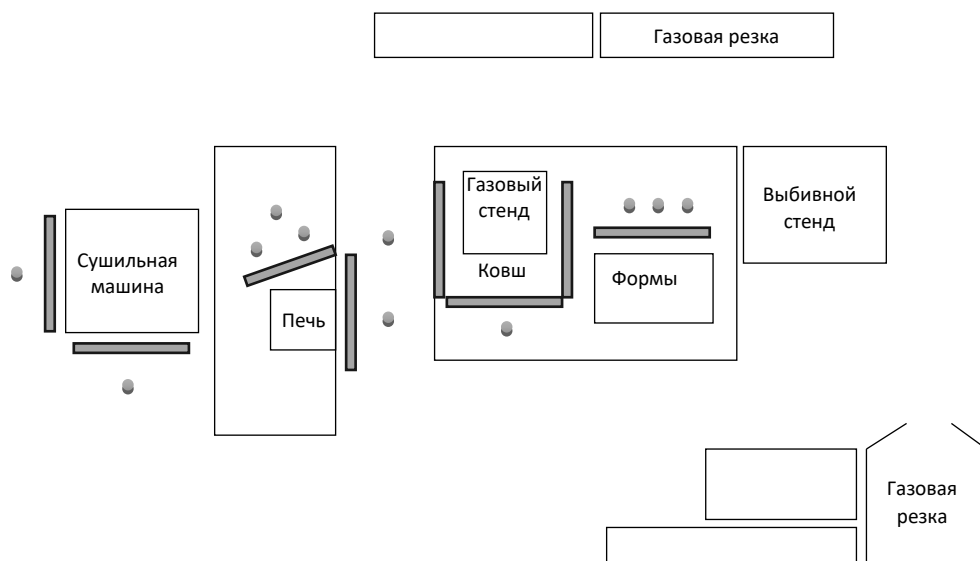 Газовая резка
Газовый
стенд
Выбивной
стенд
Сушильная
машина
Ковш
Формы
Печь
Газовая
резка